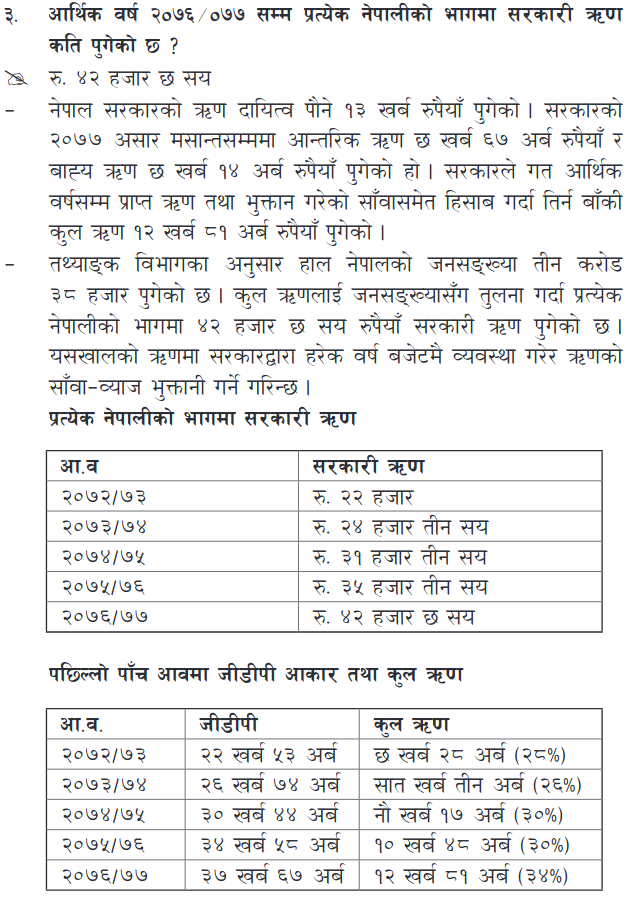 ३. आर्थिक वर्ष २०७६/०७७ सम्म प्रत्येक नेपालीको भागमा सरकारी ऋण
कति पुगेको छ ?
रु. ४२ हजार छ सय
- नेपाल सरकारको ऋण दायित्व पौने १३ खर्ब रुपैयाँ पुगेको । सरकारको
२०७७ असार मसान्तसम्ममा आन्तरिक ऋण छ खर्ब ६७ अर्ब रुपैयाँ र
बाह्य ऋण छ खर्ब १४ अर्ब रुपैयाँ पुगेको हो । सरकारले गत आर्थिक
वर्षसम्म प्राप्त ऋण तथा भुक्तान गरेको साँवासमेत हिसाब गर्दा तिर्न बाँकी
कुल ऋण १२ खर्ब ८१ अर्ब रुपैयाँ पुगेको ।
- तथ्याङ्क विभागका अनुसार हाल नेपालको जनसङ्ख्या तीन करोड
३८ हजार पुगेको छ । कुल ऋणलाई जनसङ्ख्यासँग तुलना गर्दा प्रत्येक
नेपालीको भागमा ४२ हजार छ सय रुपैयाँ सरकारी ऋण पुगेको छ ।
यसखालको ऋणमा सरकारद्वारा हरेक वर्ष बजेटमै व्यवस्था गरेर ऋणको
साँवा-व्याज भुक्तानी गर्ने गरिन्छ ।
प्रत्येक नेपालीको भागमा सरकारी ऋण
आ.व सरकारी ऋण
२०७२/७३ रु. २२ हजार
२०७३/७४ रु. २४ हजार तीन सय
२०७४/७५ रु. ३१ हजार तीन सय
२०७५/७६ रु. ३५ हजार तीन सय
२०७६/७७ रु. ४२ हजार छ सय
पछिल्लो पाँच आवमा जीडीपी आकार तथा कुल ऋण
आ.व. जीडीपी कुल ऋण
२०७२/७३ २२ खर्ब ५३ अर्ब छ खर्ब २८ अर्ब (२८%)
२०७३/७४ २६ खर्ब ७४ अर्ब सात खर्ब तीन अर्ब (२६%)
२०७४/७५ ३० खर्ब ४४ अर्ब नौ खर्ब १७ अर्ब (३०%)
२०७५/७६ ३४ खर्ब ५८ अर्ब १० खर्ब ४८ अर्ब (३०%)
२०७६/७७ ३७ खर्ब ६७ अर्ब १२ खर्ब ८१ अर्ब (३४%)